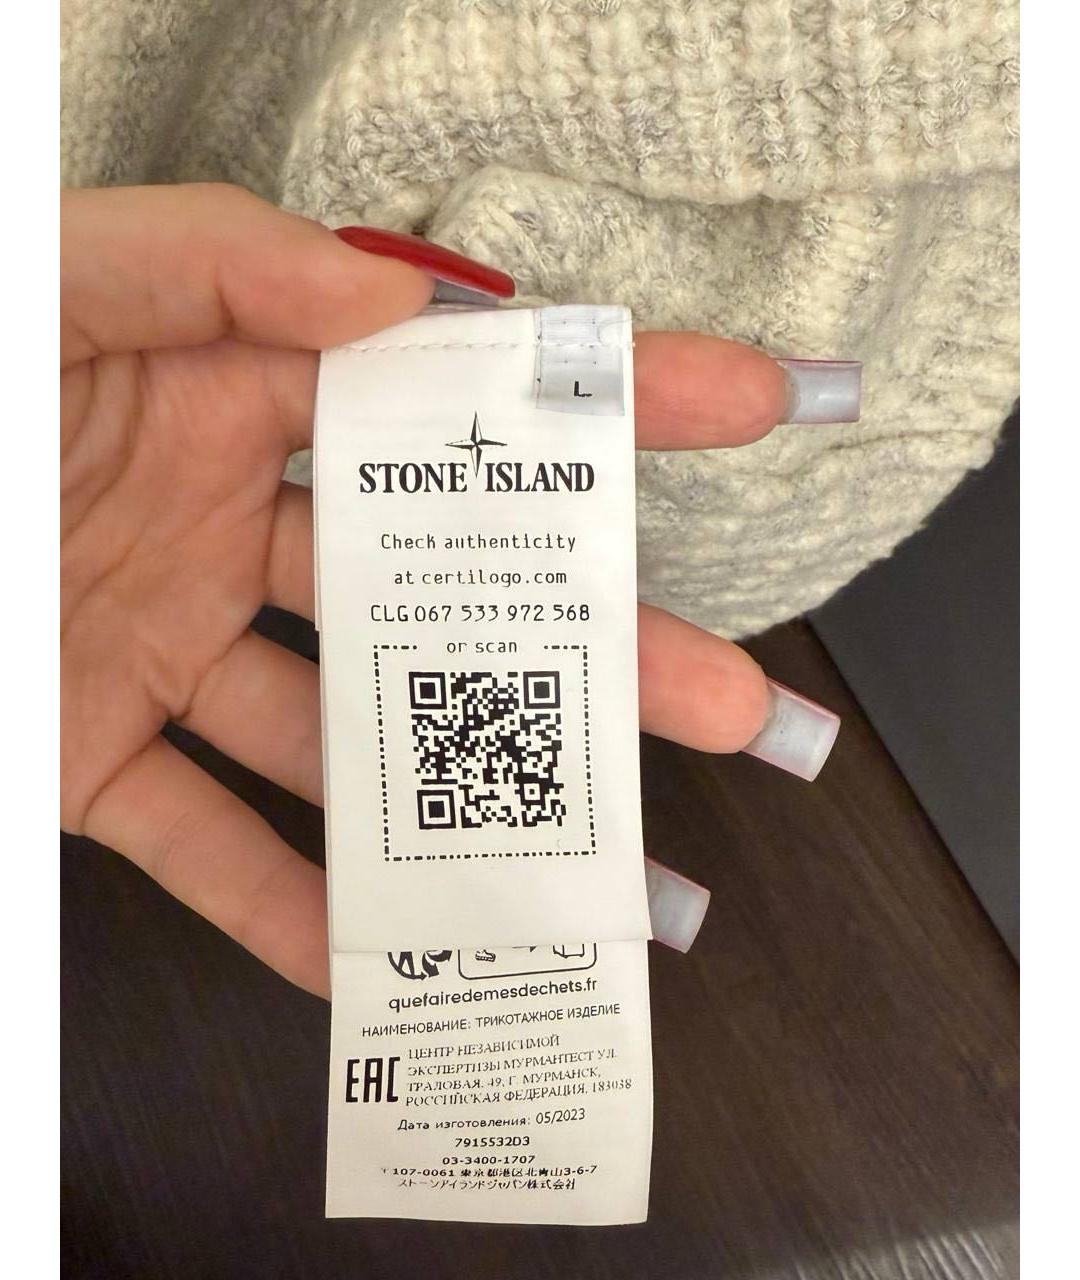 L
STONE ISLAND
Check authenticity
at certilogo.com
CLG 067 533 972 568
or scan
quefairedemesdechets.fr
НАИМЕНОВАНИЕ: ТРИКОТАЖНОЕ ИЗДЕЛИЕ
EAC
ЦЕНТР НЕЗАВИСИМОЙ
ЭКСПЕРТИЗЫ МУРМАНТЕСТ УЛ.
ТРАЛОВАЯ, 49, Г. МУРМАНСК,
РОССИЙСКАЯ ФЕДЕРАЦИЯ, 183038
Дата изготовления: 05/2023
7915532D3
03-3400-1707
〒107-0061 東京都港区北青山3-6-7
ストーンアイランドジャパン株式会社